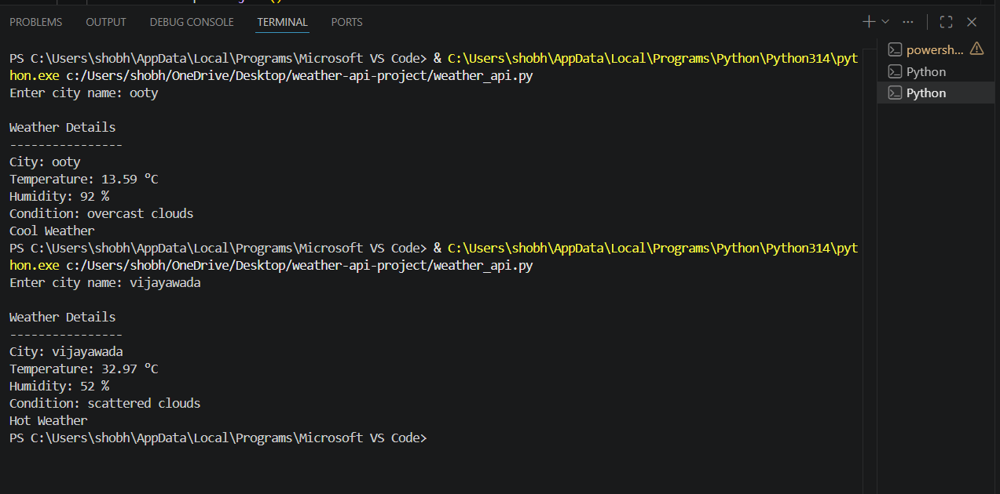 PROBLEMS OUTPUT DEBUG CONSOLE TERMINAL PORTS
PS C:\Users\shobh\AppData\Local\Programs\Microsoft VS Code> & C:\Users\shobh\AppData\Local\Programs\Python\Python314\pyt
hon.exe c:/Users/shobh/OneDrive/Desktop/weather-api-project/weather_api.py
Enter city name: ooty
Weather Details
----------------
City: ooty
Temperature: 13.59 °C
Humidity: 92 %
Condition: overcast clouds
Cool Weather
PS C:\Users\shobh\AppData\Local\Programs\Microsoft VS Code> & C:\Users\shobh\AppData\Local\Programs\Python\Python314\pyt
hon.exe c:/Users/shobh/OneDrive/Desktop/weather-api-project/weather_api.py
Enter city name: vijayawada
Weather Details
----------------
City: vijayawada
Temperature: 32.97 °C
Humidity: 52 %
Condition: scattered clouds
Hot Weather
PS C:\Users\shobh\AppData\Local\Programs\Microsoft VS Code>
powersh...
Python
Python